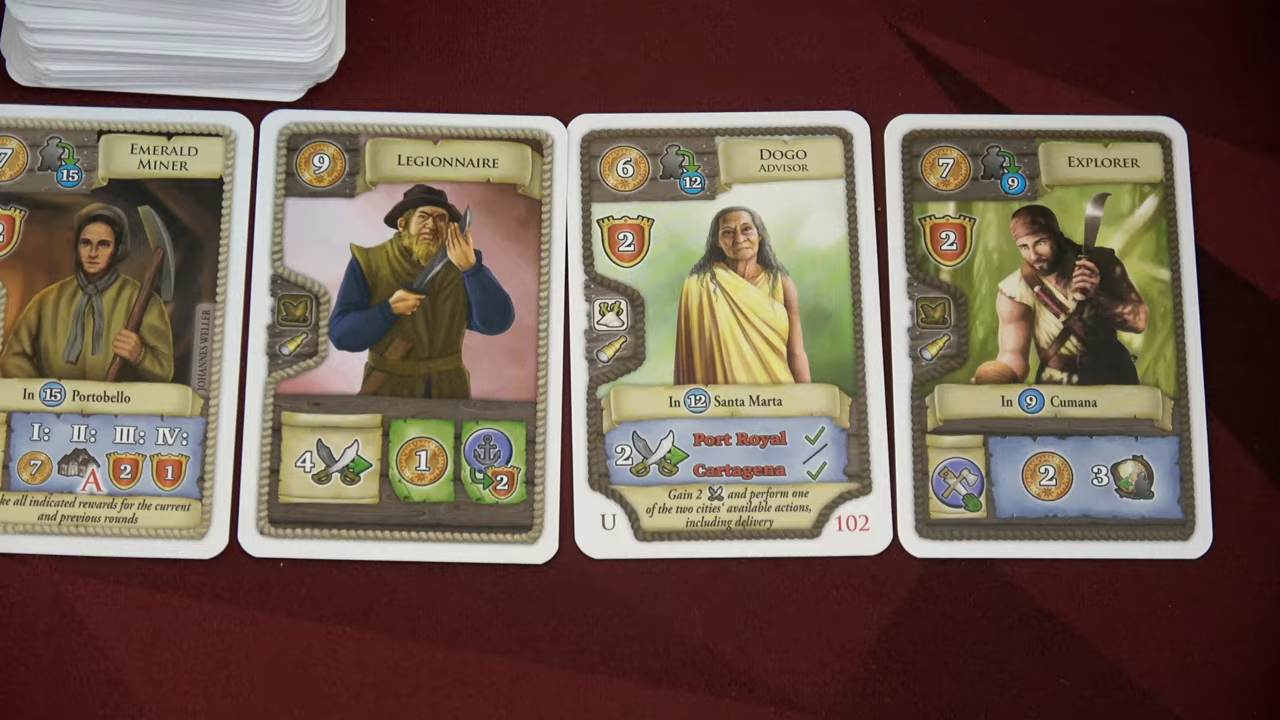 7
15
EMERALD
MINER
2
JOHANNES WELLER
In 15 Portobello
I: II: III: IV:
7 A 2 1
ke all indicated rewards for the current
and previous rounds
9
LEGIONNAIRE
4
1
2
6
12
DOGO
ADVISOR
2
In 12 Santa Marta
2
Port Royal
Cartagena
Gain 2 and perform one
of the two cities' available actions,
including delivery
U
102
7
9
EXPLORER
2
In 9 Cumana
2 3